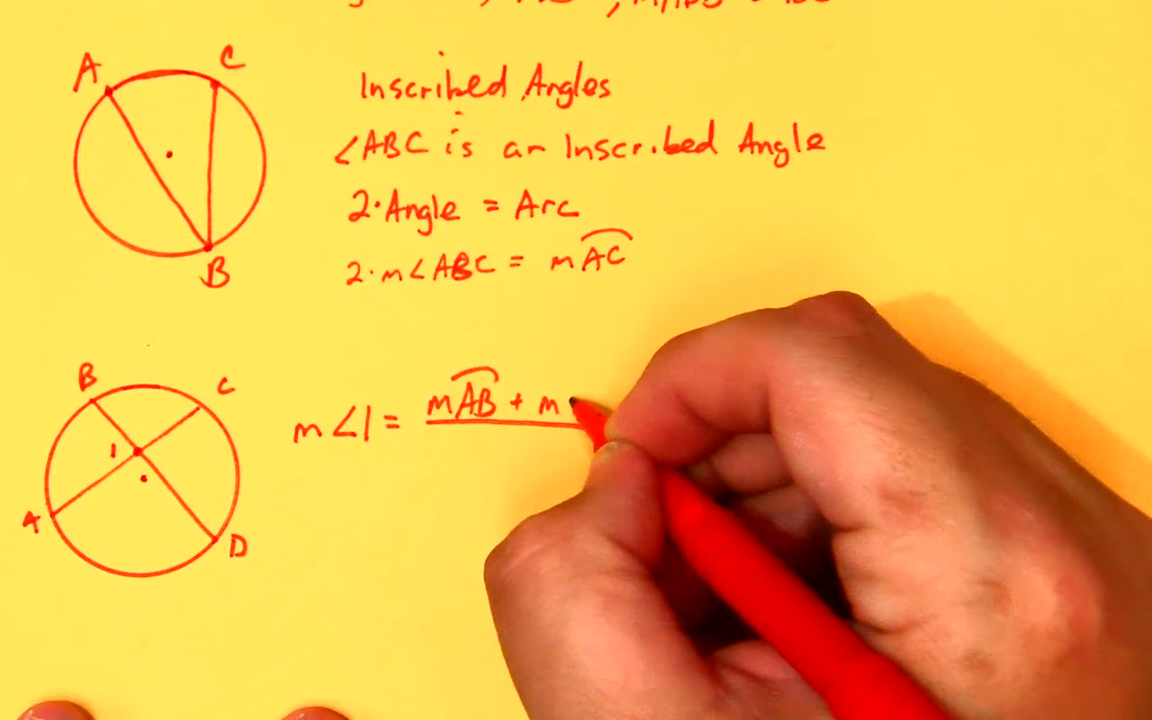 A
C
B
Inscribed Angles
∠ABC is an Inscribed Angle
2·Angle = Arc
2·m∠ABC = mAC
B
C
1
A
D
m∠1 = mAB + m